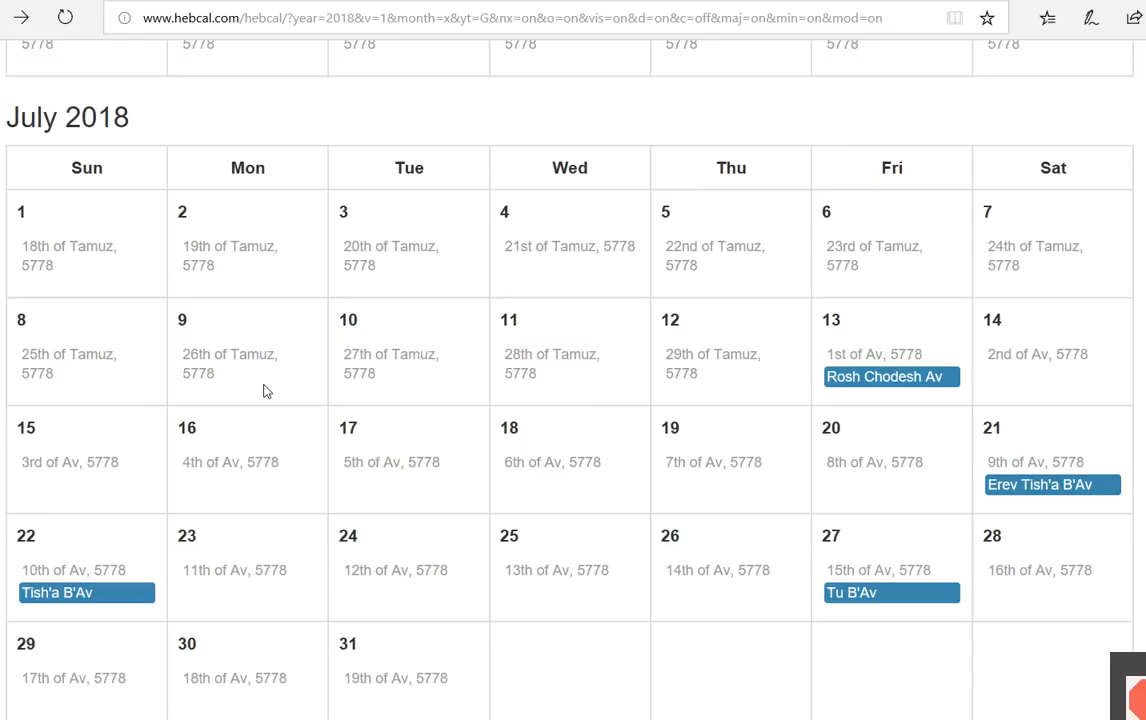 www.hebcal.com/hebcal/?year=2018&v=1&month=x&yt=G&nx=on&o=on&vis=on&d=on&c=off&maj=on&min=on&mod=on
5778 5778 5778 5778 5778 5778 5778
July 2018
Sun Mon Tue Wed Thu Fri Sat
1 2 3 4 5 6 7
18th of Tamuz, 19th of Tamuz, 20th of Tamuz, 21st of Tamuz, 5778 22nd of Tamuz, 23rd of Tamuz, 24th of Tamuz,
5778 5778 5778 5778 5778 5778
8 9 10 11 12 13 14
25th of Tamuz, 26th of Tamuz, 27th of Tamuz, 28th of Tamuz, 29th of Tamuz, 1st of Av, 5778 2nd of Av, 5778
5778 5778 5778 5778 5778 Rosh Chodesh Av
15 16 17 18 19 20 21
3rd of Av, 5778 4th of Av, 5778 5th of Av, 5778 6th of Av, 5778 7th of Av, 5778 8th of Av, 5778 9th of Av, 5778
Erev Tish'a B'Av
22 23 24 25 26 27 28
10th of Av, 5778 11th of Av, 5778 12th of Av, 5778 13th of Av, 5778 14th of Av, 5778 15th of Av, 5778 16th of Av, 5778
Tish'a B'Av Tu B'Av
29 30 31
17th of Av, 5778 18th of Av, 5778 19th of Av, 5778